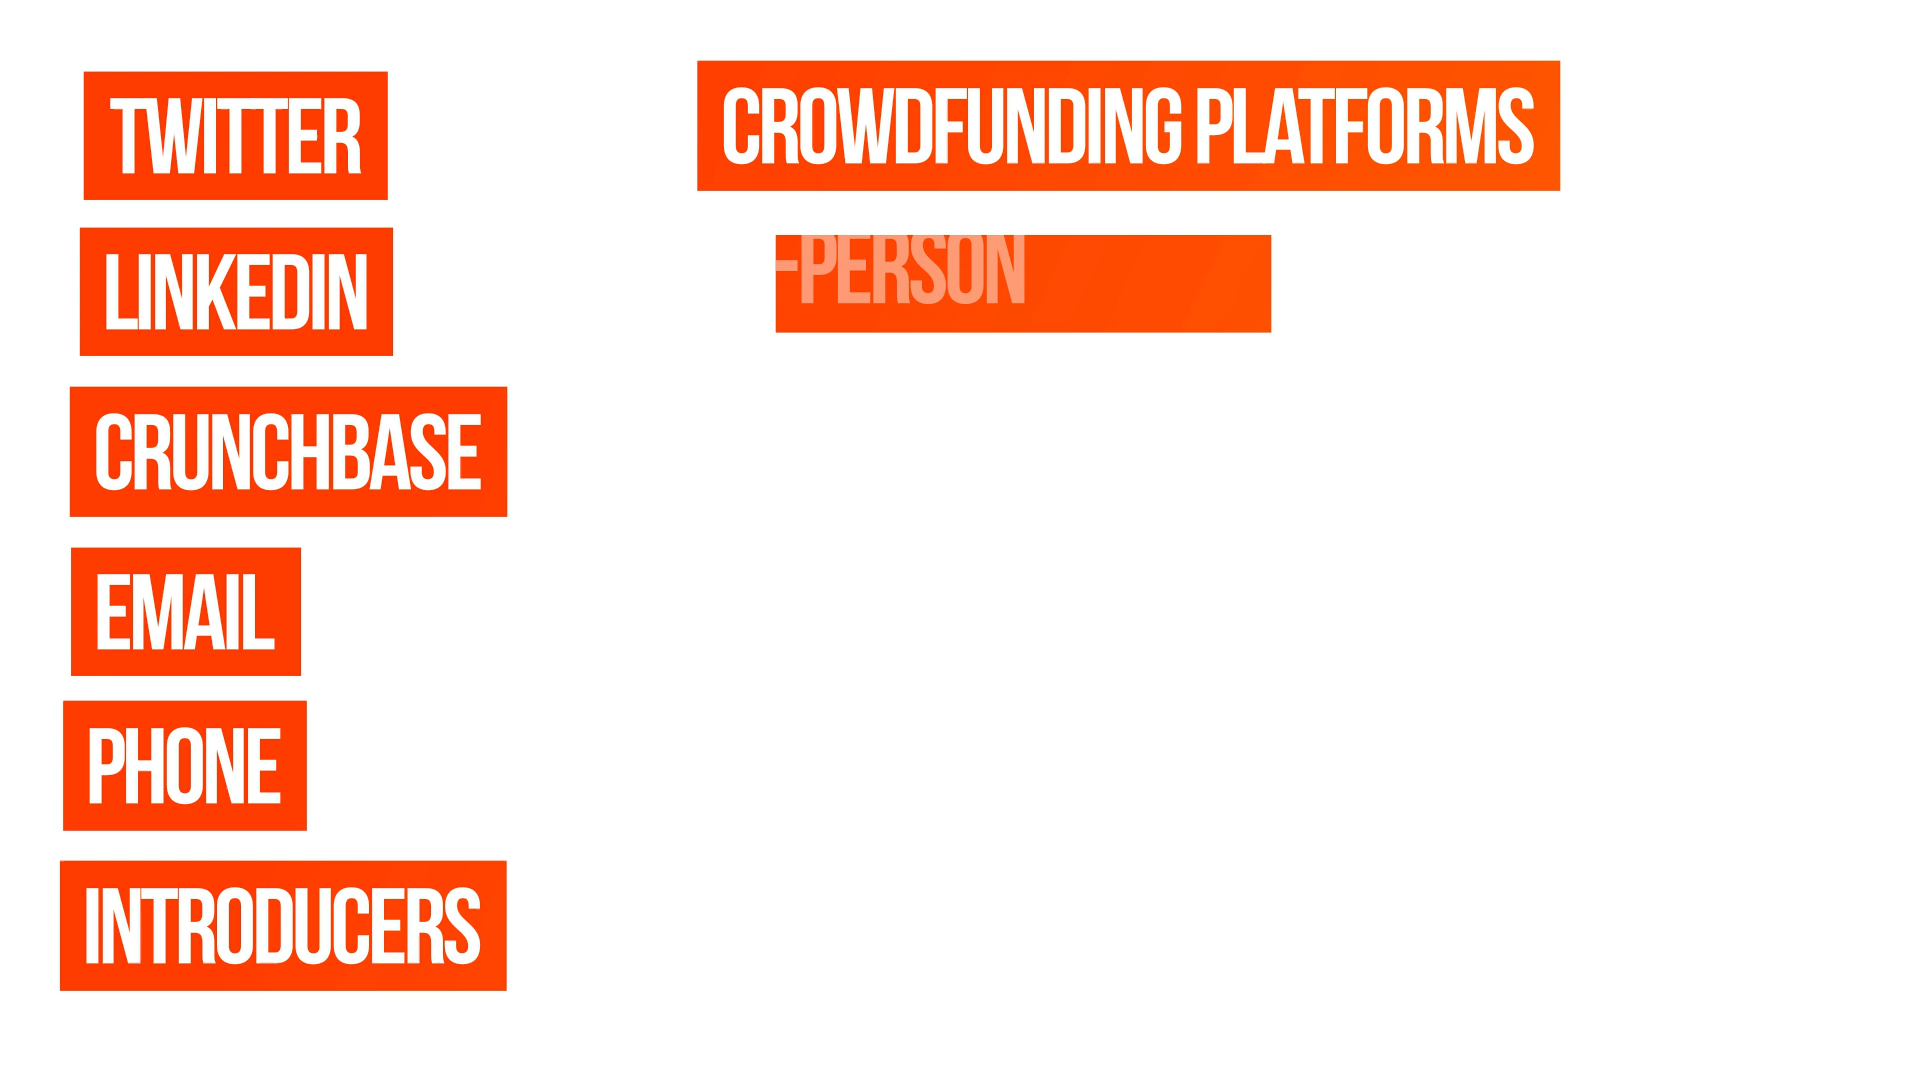 TWITTER
LINKEDIN
CRUNCHBASE
EMAIL
PHONE
INTRODUCERS
CROWDFUNDING PLATFORMS
-PERSON